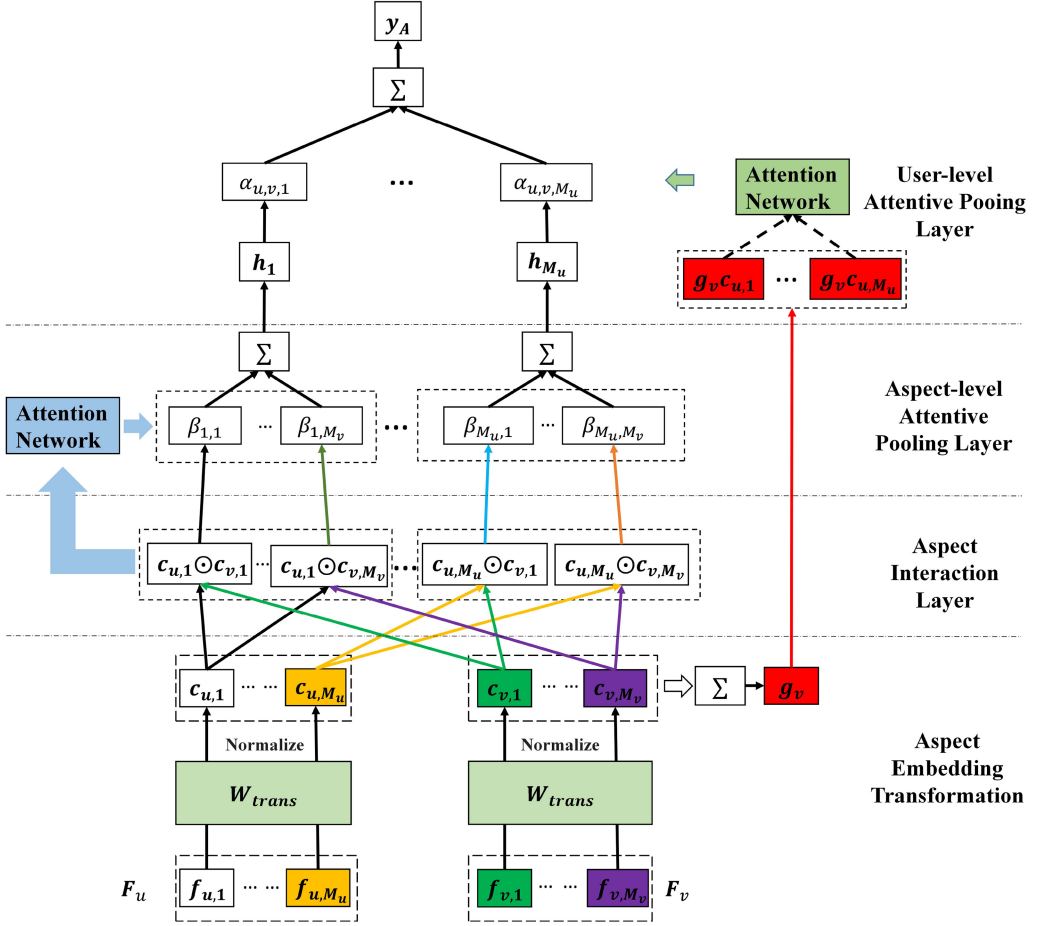 y_A
Σ
α_{u,v,1} ... α_{u,v,M_u}
Attention
Network
User-level
Attentive Pooing
Layer
h_1 h_{M_u}
g_v c_{u,1} ... g_v c_{u,M_u}
Σ Σ
Attention
Network
β_{1,1} ... β_{1,M_v} ... β_{M_u,1} ... β_{M_u,M_v}
Aspect-level
Attentive
Pooling Layer
c_{u,1}⊙c_{v,1} ... c_{u,1}⊙c_{v,M_v} ... c_{u,M_u}⊙c_{v,1} c_{u,M_u}⊙c_{v,M_v}
Aspect
Interaction
Layer
c_{u,1} ... ... c_{u,M_u} c_{v,1} ... ... c_{v,M_v} Σ g_v
Normalize Normalize
W_{trans} W_{trans}
Aspect
Embedding
Transformation
F_u f_{u,1} ... ... f_{u,M_u} f_{v,1} ... ... f_{v,M_v} F_v